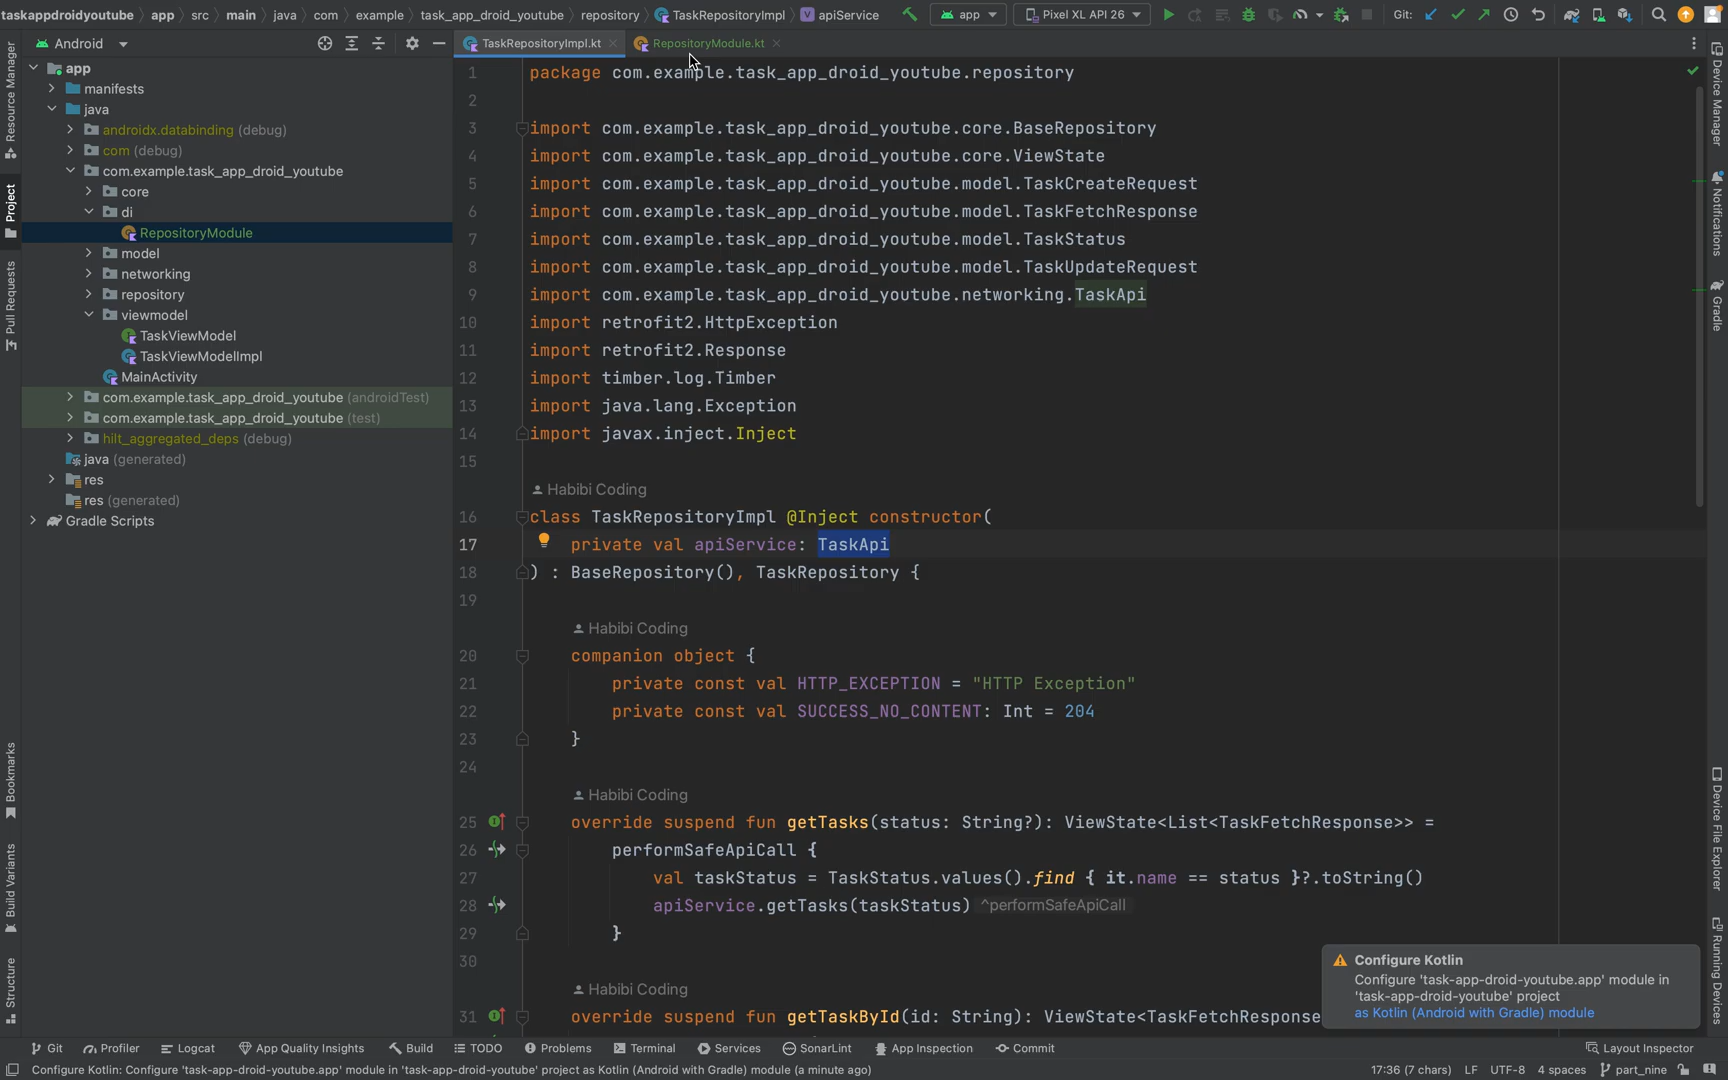 taskappdroidyoutube app src main java com example task_app_droid_youtube repository TaskRepositoryImpl apiService app Pixel XL API 26 Git:
Android
TaskRepositoryImpl.kt RepositoryModule.kt
Resource Manager
Project
Pull Requests
Bookmarks
Build Variants
Structure
app
manifests
java
androidx.databinding (debug)
com (debug)
com.example.task_app_droid_youtube
core
di
RepositoryModule
model
networking
repository
viewmodel
TaskViewModel
TaskViewModelImpl
MainActivity
com.example.task_app_droid_youtube (androidTest)
com.example.task_app_droid_youtube (test)
hilt_aggregated_deps (debug)
java (generated)
res
res (generated)
Gradle Scripts
1 package com.example.task_app_droid_youtube.repository
2
3 import com.example.task_app_droid_youtube.core.BaseRepository
4 import com.example.task_app_droid_youtube.core.ViewState
5 import com.example.task_app_droid_youtube.model.TaskCreateRequest
6 import com.example.task_app_droid_youtube.model.TaskFetchResponse
7 import com.example.task_app_droid_youtube.model.TaskStatus
8 import com.example.task_app_droid_youtube.model.TaskUpdateRequest
9 import com.example.task_app_droid_youtube.networking.TaskApi
10 import retrofit2.HttpException
11 import retrofit2.Response
12 import timber.log.Timber
13 import java.lang.Exception
14 import javax.inject.Inject
15
Habibi Coding
16 class TaskRepositoryImpl @Inject constructor(
17 private val apiService: TaskApi
18 ) : BaseRepository(), TaskRepository {
19
Habibi Coding
20 companion object {
21 private const val HTTP_EXCEPTION = "HTTP Exception"
22 private const val SUCCESS_NO_CONTENT: Int = 204
23 }
24
Habibi Coding
25 override suspend fun getTasks(status: String?): ViewState<List<TaskFetchResponse>> =
26 performSafeApiCall {
27 val taskStatus = TaskStatus.values().find { it.name == status }?.toString()
28 apiService.getTasks(taskStatus) ^performSafeApiCall
29 }
30
Habibi Coding
31 override suspend fun getTaskById(id: String): ViewState<TaskFetchResponse
Configure Kotlin
Configure 'task-app-droid-youtube.app' module in
'task-app-droid-youtube' project
as Kotlin (Android with Gradle) module
Device Manager
Notifications
Gradle
Device File Explorer
Running Devices
Git Profiler Logcat App Quality Insights Build TODO Problems Terminal Services SonarLint App Inspection Commit Layout Inspector
Configure Kotlin: Configure 'task-app-droid-youtube.app' module in 'task-app-droid-youtube' project as Kotlin (Android with Gradle) module (a minute ago) 17:36 (7 chars) LF UTF-8 4 spaces part_nine